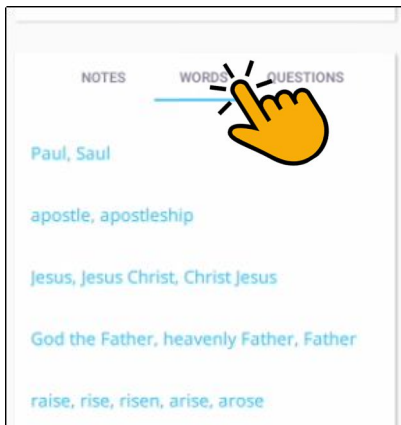 NOTES WORDS QUESTIONS
Paul, Saul
apostle, apostleship
Jesus, Jesus Christ, Christ Jesus
God the Father, heavenly Father, Father
raise, rise, risen, arise, arose